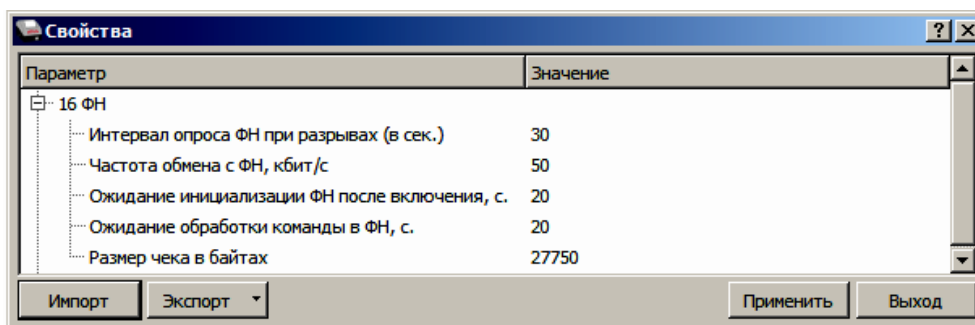 Свойства
Параметр Значение
16 ФН
Интервал опроса ФН при разрывах (в сек.) 30
Частота обмена с ФН, кбит/с 50
Ожидание инициализации ФН после включения, с. 20
Ожидание обработки команды в ФН, с. 20
Размер чека в байтах 27750
Импорт Экспорт Применить Выход